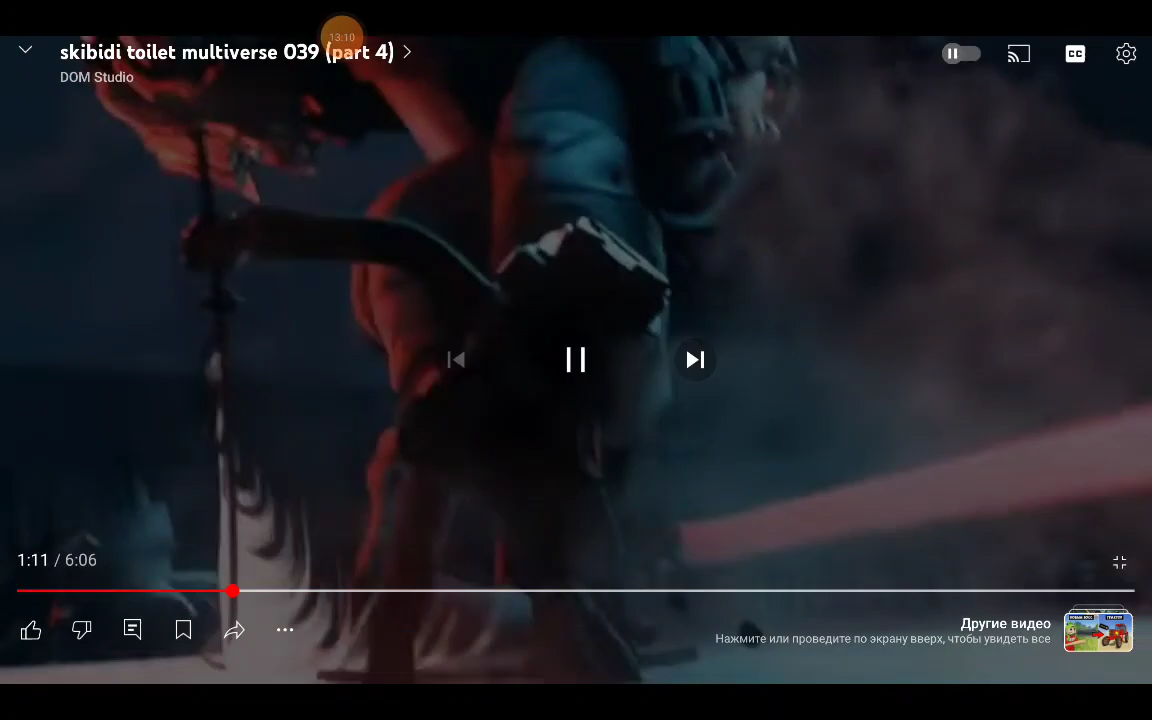 13:10
skibidi toilet multiverse 039 (part 4)
DOM Studio
CC
1:11 / 6:06
Другие видео
Нажмите или проведите по экрану вверх, чтобы увидеть все